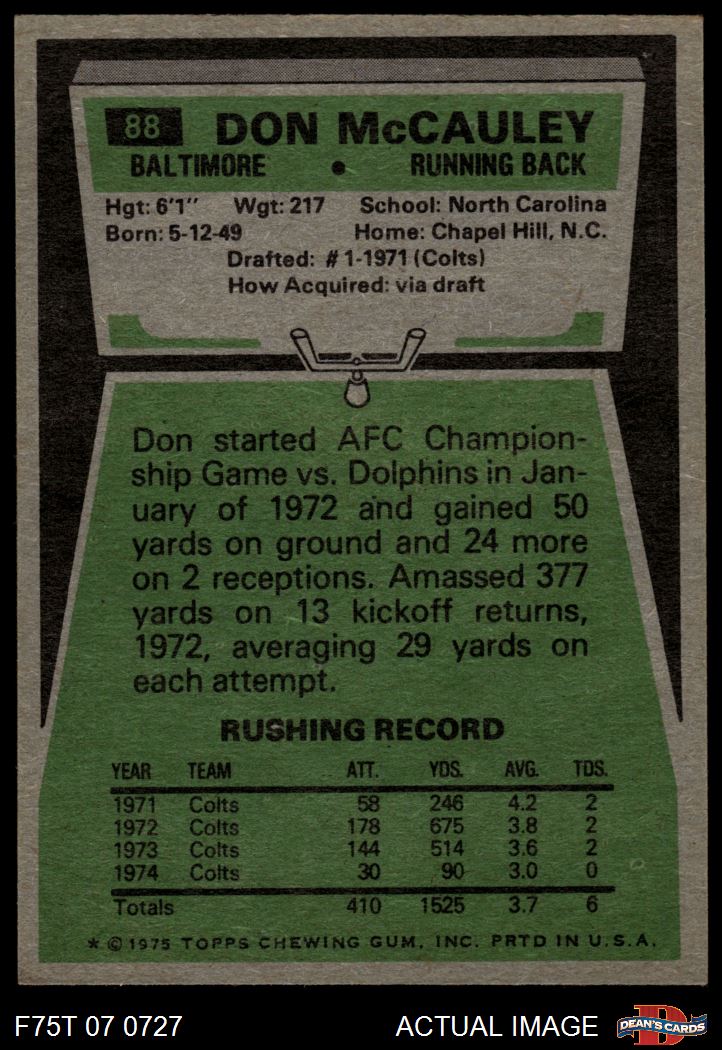 88 DON McCAULEY
BALTIMORE • RUNNING BACK
Hgt: 6'1" Wgt: 217 School: North Carolina
Born: 5-12-49 Home: Chapel Hill, N.C.
Drafted: #1-1971 (Colts)
How Acquired: via draft
Don started AFC Champion-
ship Game vs. Dolphins in Jan-
uary of 1972 and gained 50
yards on ground and 24 more
on 2 receptions. Amassed 377
yards on 13 kickoff returns,
1972, averaging 29 yards on
each attempt.
RUSHING RECORD
YEAR TEAM ATT. YDS. AVG. TDS.
1971 Colts 58 246 4.2 2
1972 Colts 178 675 3.8 2
1973 Colts 144 514 3.6 2
1974 Colts 30 90 3.0 0
Totals 410 1525 3.7 6
* © 1975 TOPPS CHEWING GUM, INC. PRTD IN U.S.A.
F75T 07 0727 ACTUAL IMAGE D DEAN'S CARDS